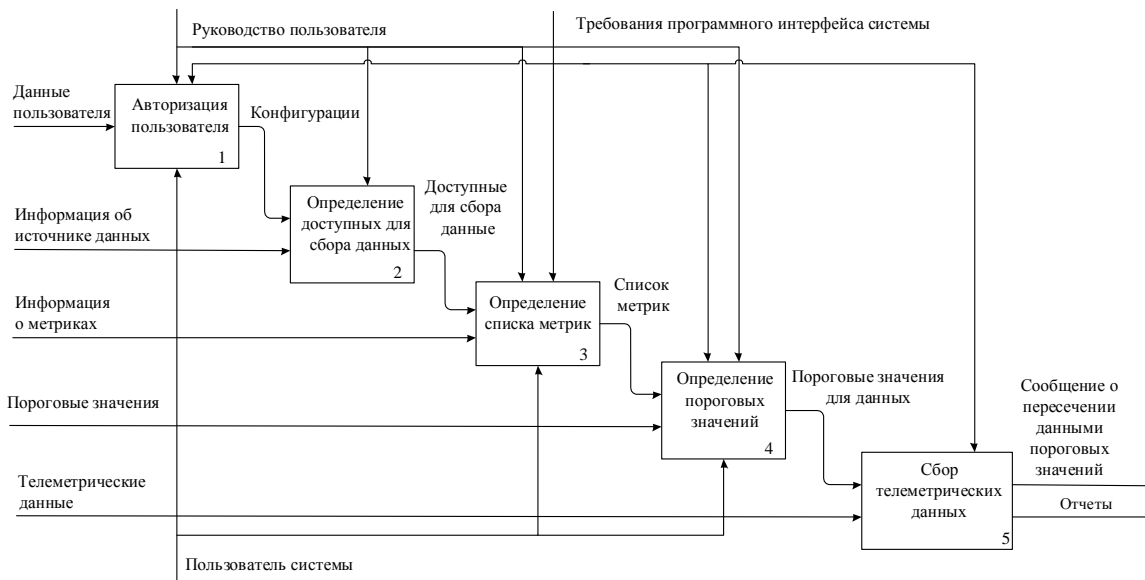 Руководство пользователя
Требования программного интерфейса системы
Данные
пользователя
Авторизация
пользователя
1
Конфигурации
Информация об
источнике данных
Определение
доступных для
сбора данных
2
Доступные
для сбора
данные
Информация
о метриках
Определение
списка метрик
3
Список
метрик
Пороговые значения
Определение
пороговых
значений
4
Пороговые значения
для данных
Телеметрические
данные
Сбор
телеметрических
данных
5
Сообщение о
пересечении
данными
пороговых
значений
Отчеты
Пользователь системы